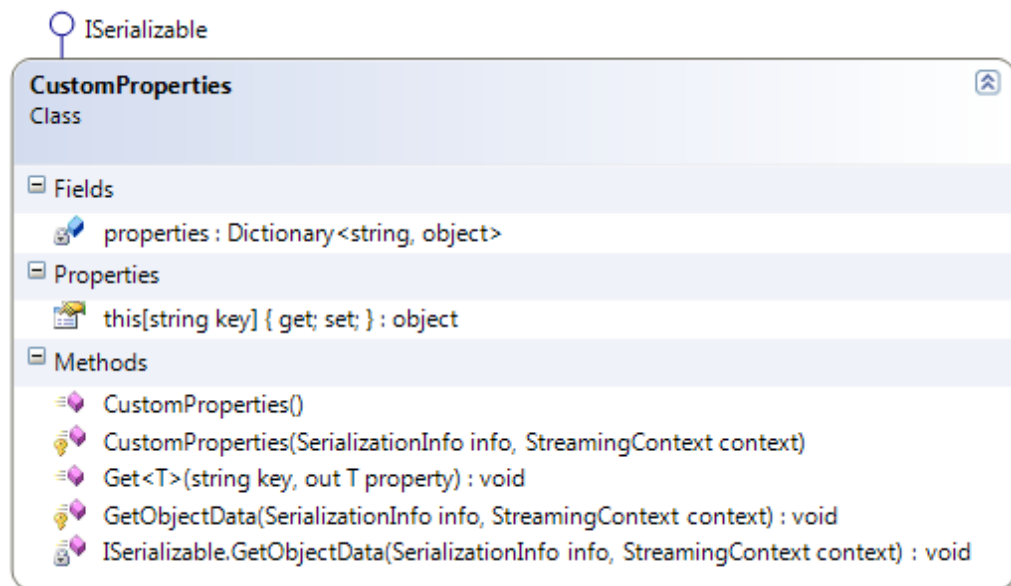 ISerializable
CustomProperties
Class
Fields
properties : Dictionary<string, object>
Properties
this[string key] { get; set; } : object
Methods
CustomProperties()
CustomProperties(SerializationInfo info, StreamingContext context)
Get<T>(string key, out T property) : void
GetObjectData(SerializationInfo info, StreamingContext context) : void
ISerializable.GetObjectData(SerializationInfo info, StreamingContext context) : void